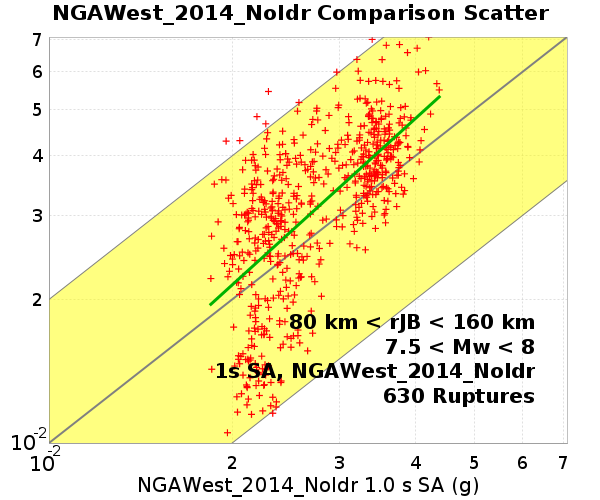 NGAWest_2014_NoIdr Comparison Scatter
7
6
5
4
3
2
10^-2
80 km < rJB < 160 km
7.5 < Mw < 8
1s SA, NGAWest_2014_NoIdr
630 Ruptures
10^-2 2 3 4 5 6 7
NGAWest_2014_NoIdr 1.0 s SA (g)